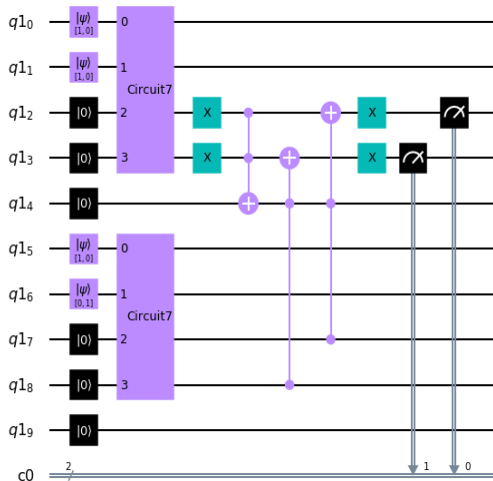 q1₀ |ψ⟩ [1,0] 0
q1₁ |ψ⟩ [1,0] 1
Circuit7
q1₂ |0⟩ 2 X X
q1₃ |0⟩ 3 X X
q1₄ |0⟩
q1₅ |ψ⟩ [1,0] 0
q1₆ |ψ⟩ [0,1] 1
Circuit7
q1₇ |0⟩ 2
q1₈ |0⟩ 3
q1₉ |0⟩
c0 2 1 0